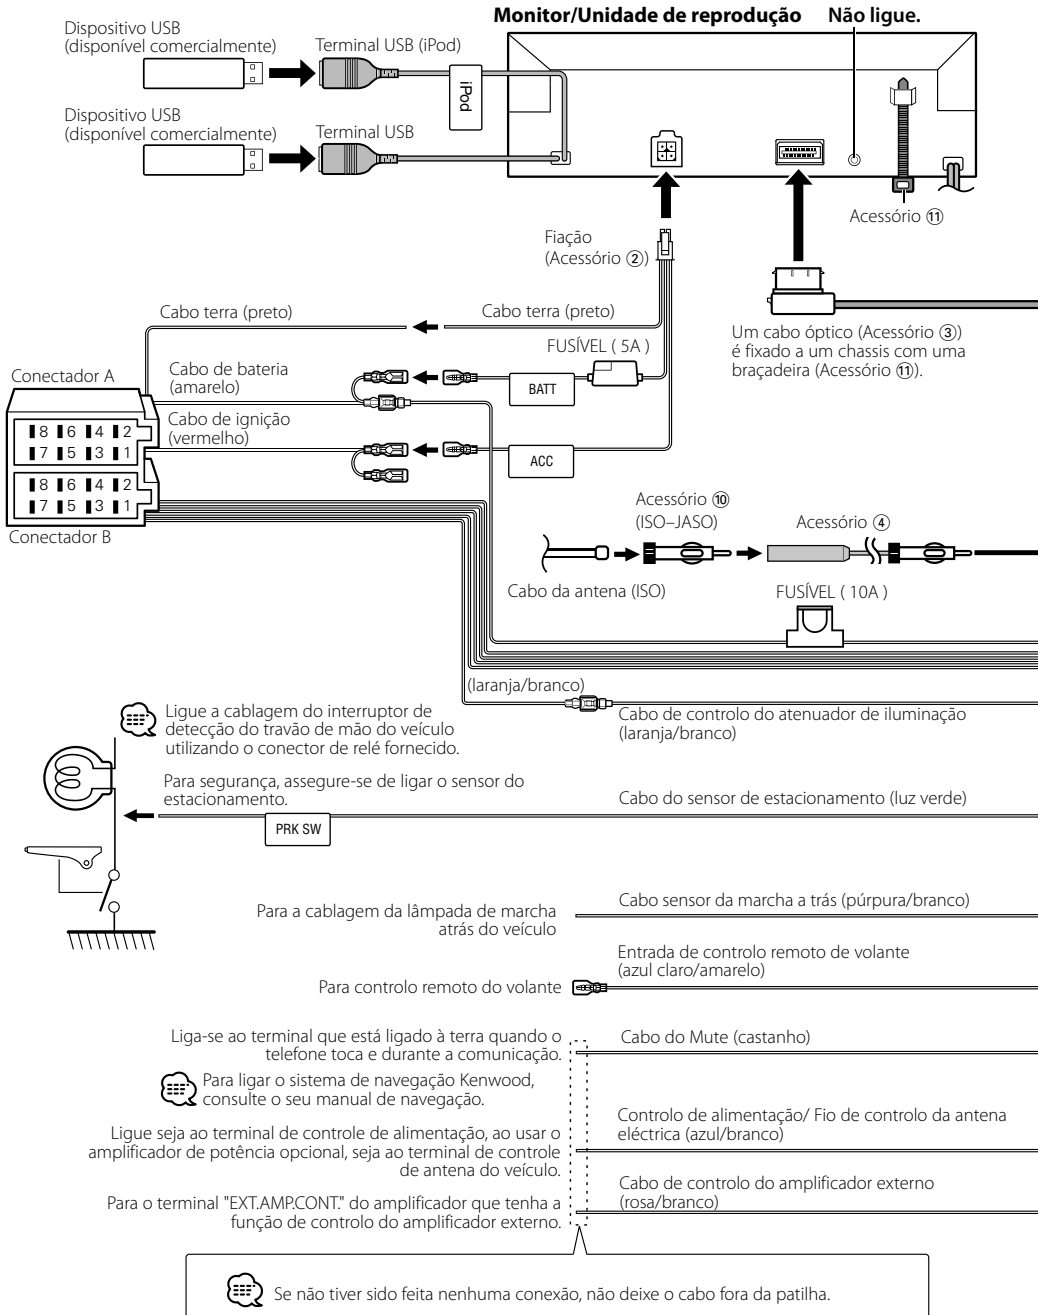 Monitor/Unidade de reprodução
Não ligue.
Dispositivo USB
(disponível comercialmente)
Terminal USB (iPod)
iPod
Dispositivo USB
(disponível comercialmente)
Terminal USB
Acessório ⑪
Fiação
(Acessório ②)
Cabo terra (preto)
Cabo terra (preto)
Um cabo óptico (Acessório ③)
é fixado a um chassis com uma
braçadeira (Acessório ⑪).
FUSÍVEL ( 5A )
Conectador A
Cabo de bateria
(amarelo)
BATT
Cabo de ignição
(vermelho)
ACC
8 6 4 2
7 5 3 1
8 6 4 2
7 5 3 1
Conectador B
Acessório ⑩
(ISO–JASO)
Acessório ④
Cabo da antena (ISO)
FUSÍVEL ( 10A )
(laranja/branco)
Cabo de controlo do atenuador de iluminação
(laranja/branco)
Ligue a cablagem do interruptor de
detecção do travão de mão do veículo
utilizando o conector de relé fornecido.
Para segurança, assegure-se de ligar o sensor do
estacionamento.
Cabo do sensor de estacionamento (luz verde)
PRK SW
Para a cablagem da lâmpada de marcha
atrás do veículo
Cabo sensor da marcha a trás (púrpura/branco)
Entrada de controlo remoto de volante
(azul claro/amarelo)
Para controlo remoto do volante
Liga-se ao terminal que está ligado à terra quando o
telefone toca e durante a comunicação.
Cabo do Mute (castanho)
Para ligar o sistema de navegação Kenwood,
consulte o seu manual de navegação.
Ligue seja ao terminal de controle de alimentação, ao usar o
amplificador de potência opcional, seja ao terminal de controle
de antena do veículo.
Controlo de alimentação/ Fio de controlo da antena
eléctrica (azul/branco)
Para o terminal "EXT.AMP.CONT." do amplificador que tenha a
função de controlo do amplificador externo.
Cabo de controlo do amplificador externo
(rosa/branco)
Se não tiver sido feita nenhuma conexão, não deixe o cabo fora da patilha.